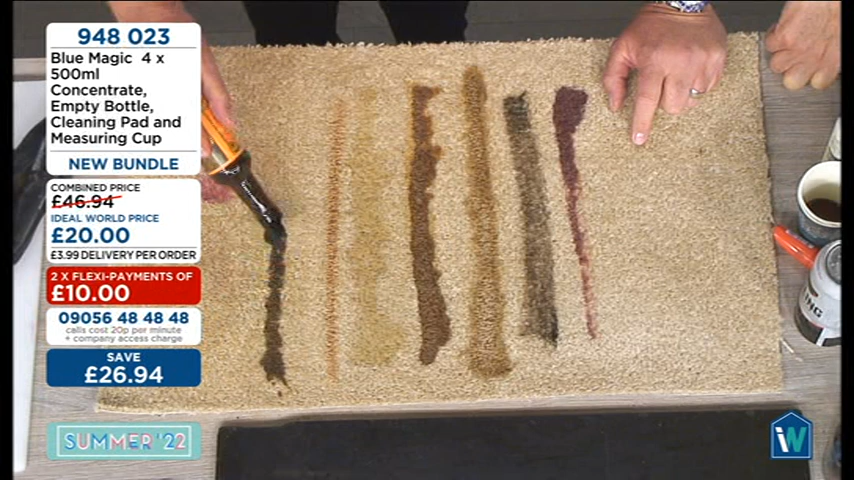 948 023
Blue Magic 4 x
500ml
Concentrate,
Empty Bottle,
Cleaning Pad and
Measuring Cup
NEW BUNDLE
COMBINED PRICE
£46.94
IDEAL WORLD PRICE
£20.00
£3.99 DELIVERY PER ORDER
2 X FLEXI-PAYMENTS OF
£10.00
09056 48 48 48
calls cost 20p per minute
+ company access charge
SAVE
£26.94
SUMMER '22
iW